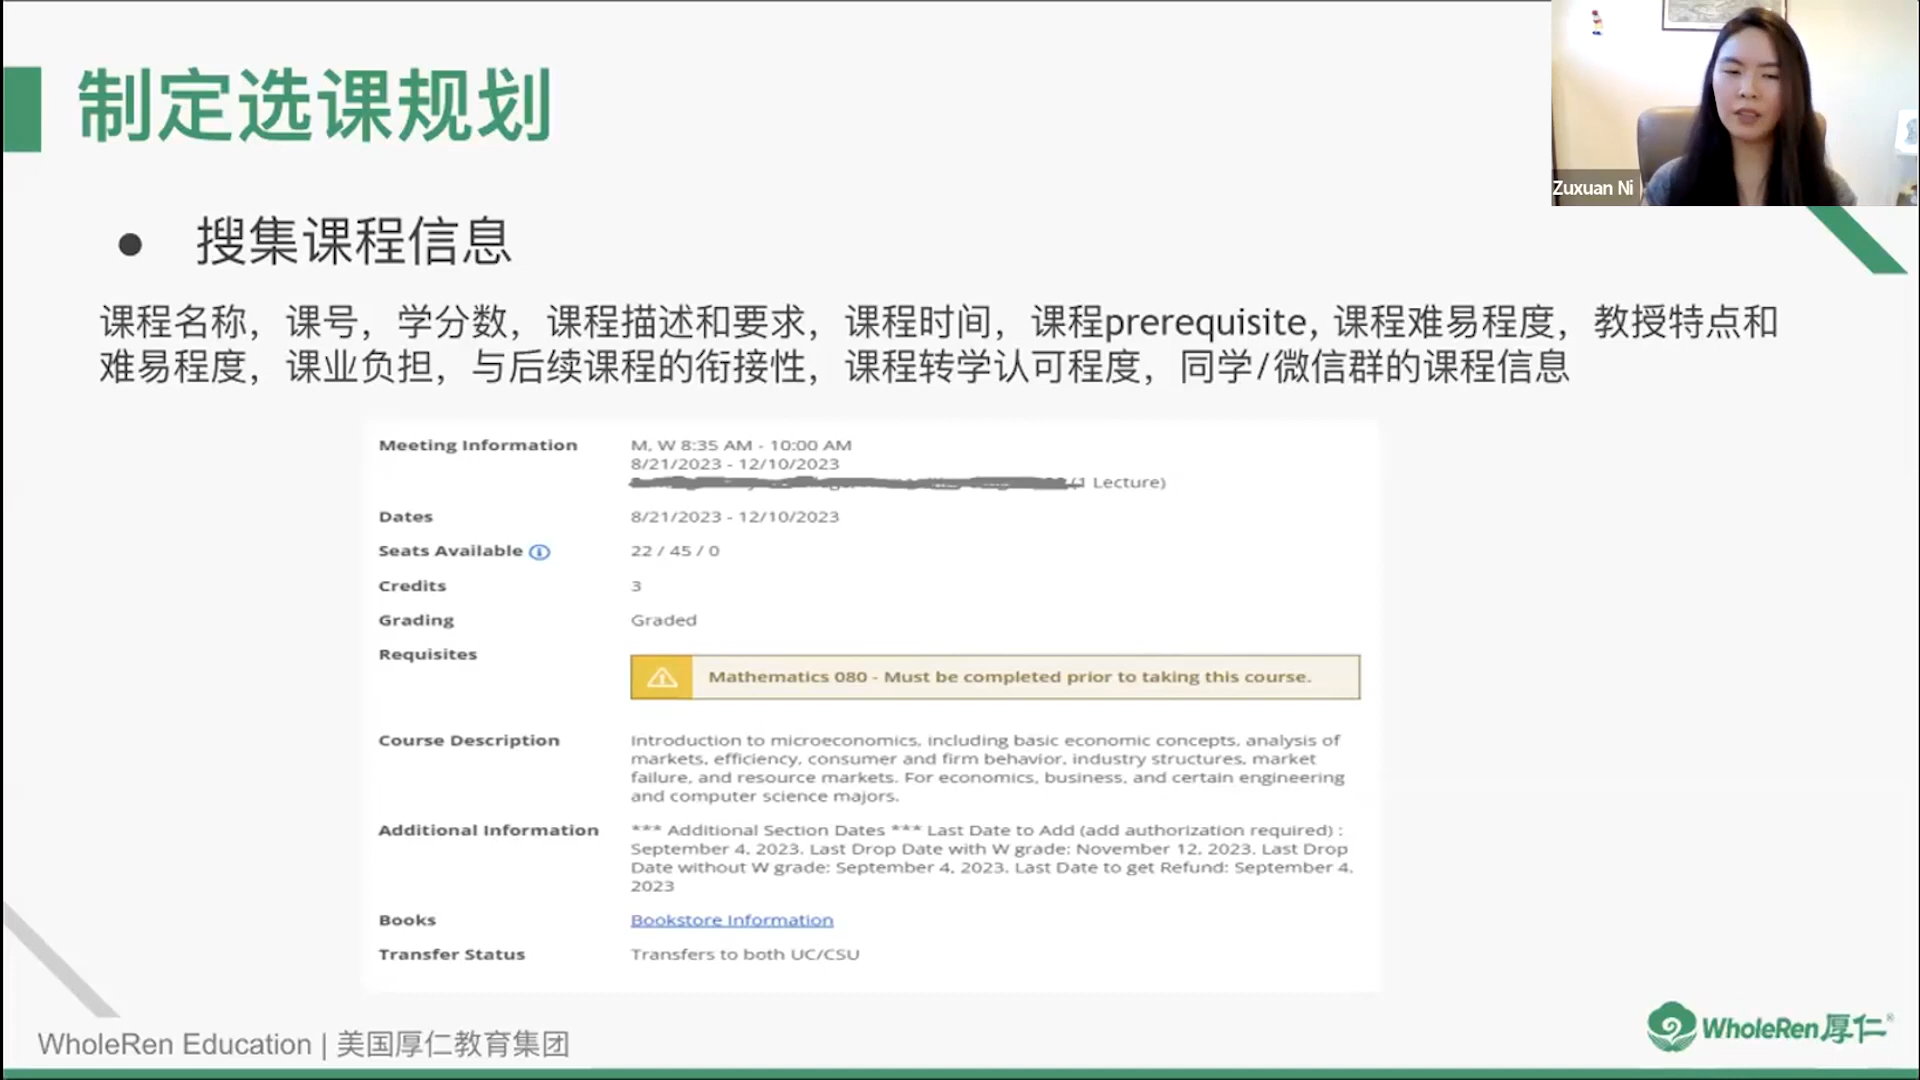 制定选课规划
Zuxuan Ni
● 搜集课程信息
课程名称，课号，学分数，课程描述和要求，课程时间，课程prerequisite, 课程难易程度，教授特点和
难易程度，课业负担，与后续课程的衔接性，课程转学认可程度，同学/微信群的课程信息
Meeting Information
M, W 8:35 AM - 10:00 AM
8/21/2023 - 12/10/2023
(1 Lecture)
Dates
8/21/2023 - 12/10/2023
Seats Available
22 / 45 / 0
Credits
3
Grading
Graded
Requisites
Mathematics 080 - Must be completed prior to taking this course.
Course Description
Introduction to microeconomics, including basic economic concepts, analysis of
markets, efficiency, consumer and firm behavior, industry structures, market
failure, and resource markets. For economics, business, and certain engineering
and computer science majors.
Additional Information
*** Additional Section Dates *** Last Date to Add (add authorization required) :
September 4, 2023. Last Drop Date with W grade: November 12, 2023. Last Drop
Date without W grade: September 4, 2023. Last Date to get Refund: September 4,
2023
Books
Bookstore Information
Transfer Status
Transfers to both UC/CSU
WholeRen Education | 美国厚仁教育集团
WholeRen厚仁®